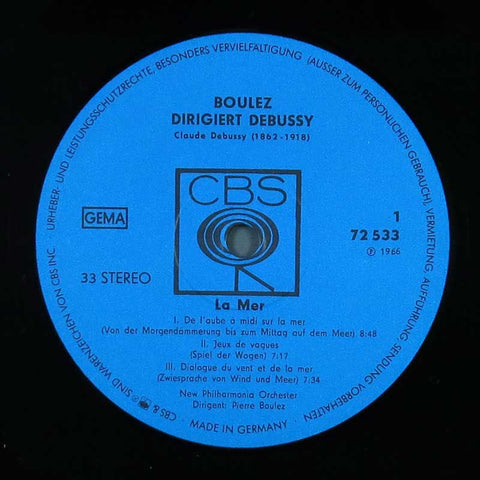 URHEBER- UND LEISTUNGSSCHUTZRECHTE BESONDERS VERVIELFÄLTIGUNG (AUSSER ZUM PERSÖNLICHEN GEBRAUCH), VERMIETUNG, AUFFÜHRUNG, SENDUNG VORBEHALTEN
BOULEZ
DIRIGIERT DEBUSSY
Claude Debussy (1862-1918)
CBS
GEMA
1
72 533
℗ 1966
33 STEREO
La Mer
I. De l'aube à midi sur la mer
(Von der Morgendämmerung bis zum Mittag auf dem Meer) 8:48
II. Jeux de vagues
(Spiel der Wogen) 7:17
III. Dialogue du vent et de la mer
(Zwiesprache von Wind und Meer) 7:34
New Philharmonia Orchester
Dirigent: Pierre Boulez
CBS & SIND WARENZEICHEN VON CBS INC.
MADE IN GERMANY